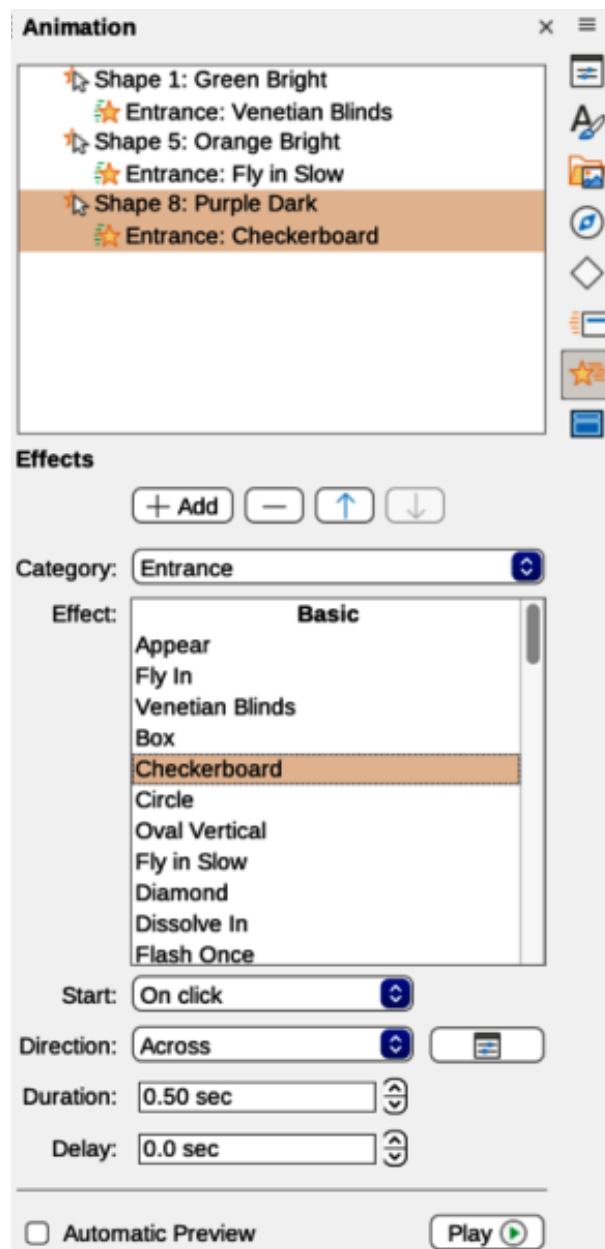 Animation
Shape 1: Green Bright
Entrance: Venetian Blinds
Shape 5: Orange Bright
Entrance: Fly in Slow
Shape 8: Purple Dark
Entrance: Checkerboard
Effects
+ Add
Category: Entrance
Effect: Basic
Appear
Fly In
Venetian Blinds
Box
Checkerboard
Circle
Oval Vertical
Fly in Slow
Diamond
Dissolve In
Flash Once
Start: On click
Direction: Across
Duration: 0.50 sec
Delay: 0.0 sec
Automatic Preview Play